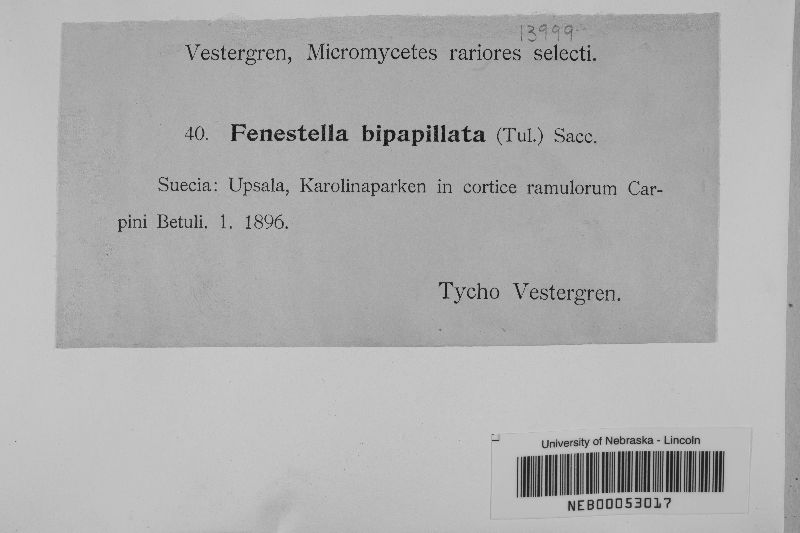 13999
Vestergren, Micromycetes rariores selecti.
40. Fenestella bipapillata (Tul.) Sacc.
Suecia: Upsala, Karolinaparken in cortice ramulorum Car-
pini Betuli. 1. 1896.
Tycho Vestergren.
University of Nebraska - Lincoln
NEB00053017